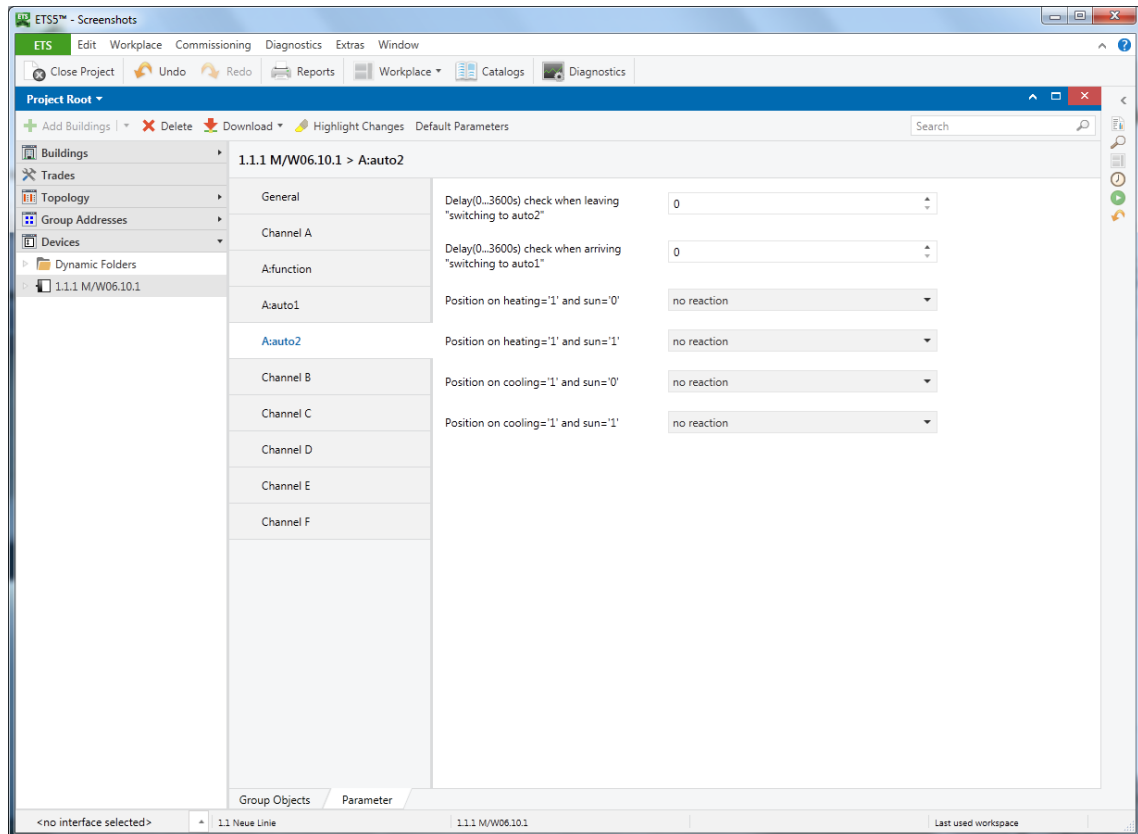 ETS5™ - Screenshots
ETS Edit Workplace Commissioning Diagnostics Extras Window
Close Project Undo Redo Reports Workplace Catalogs Diagnostics
Project Root
Add Buildings Delete Download Highlight Changes Default Parameters Search
Buildings
Trades
Topology
Group Addresses
Devices
Dynamic Folders
1.1.1 M/W06.10.1
1.1.1 M/W06.10.1 > A:auto2
General
Channel A
A:function
A:auto1
A:auto2
Channel B
Channel C
Channel D
Channel E
Channel F
Delay(0...3600s) check when leaving
"switching to auto2"
0
Delay(0...3600s) check when arriving
"switching to auto1"
0
Position on heating='1' and sun='0' no reaction
Position on heating='1' and sun='1' no reaction
Position on cooling='1' and sun='0' no reaction
Position on cooling='1' and sun='1' no reaction
Group Objects Parameter
<no interface selected> 1.1 Neue Linie 1.1.1 M/W06.10.1 Last used workspace